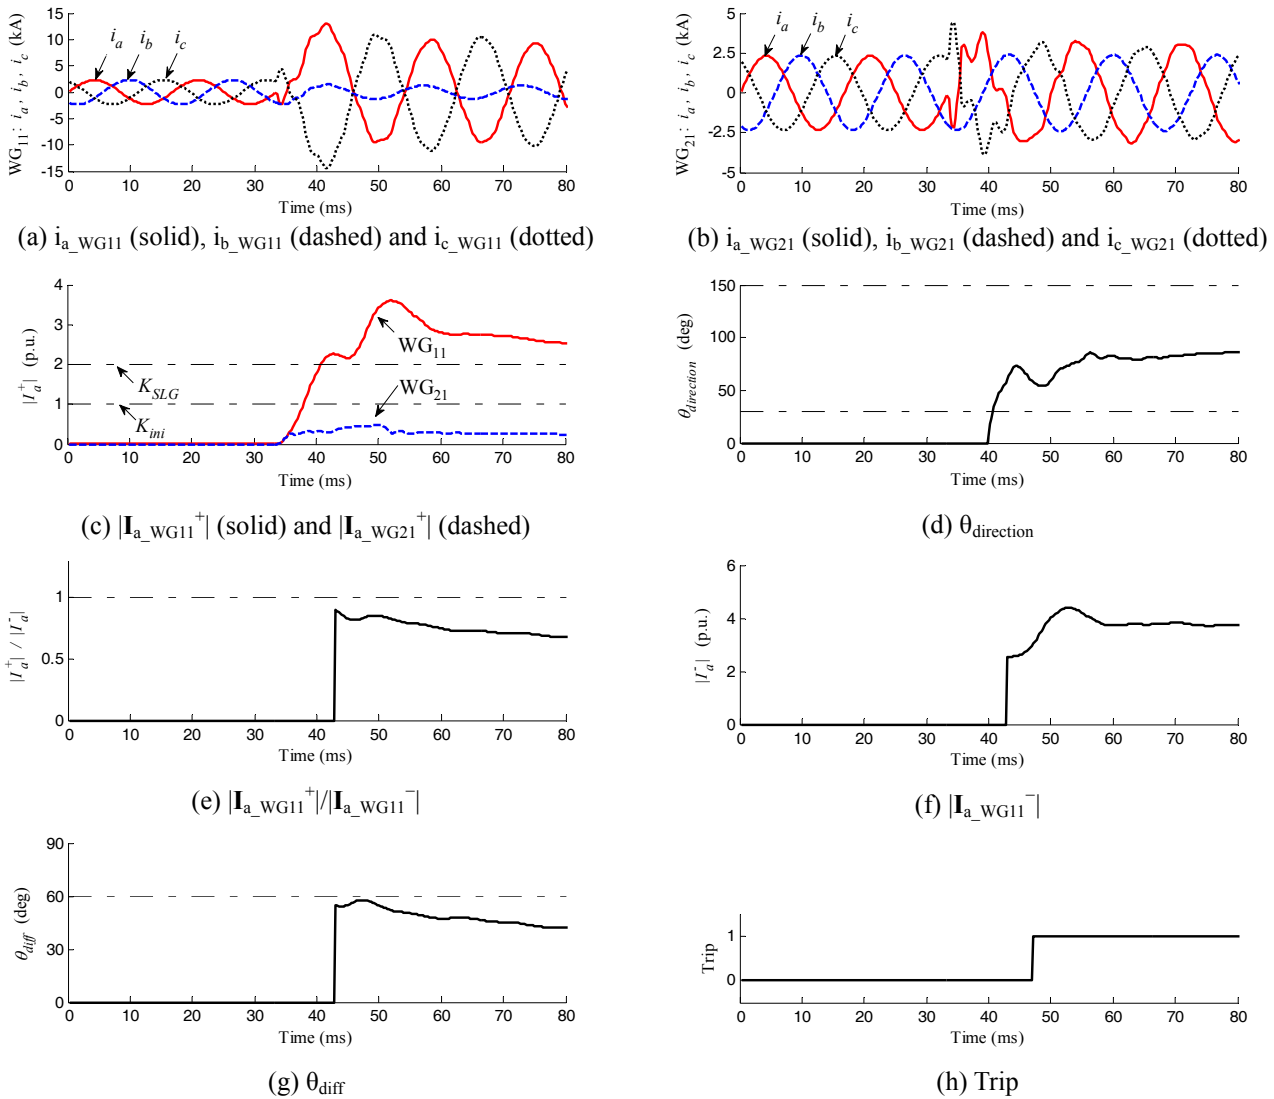 WG11: ia, ib, ic (kA)
15
10
5
0
-5
-10
-15
ia ib ic
0 10 20 30 40 50 60 70 80
Time (ms)
(a) ia_WG11 (solid), ib_WG11 (dashed) and ic_WG11 (dotted)
WG21: ia, ib, ic (kA)
5
2.5
0
-2.5
-5
ia ib ic
0 10 20 30 40 50 60 70 80
Time (ms)
(b) ia_WG21 (solid), ib_WG21 (dashed) and ic_WG21 (dotted)
|Ia+| (p.u.)
4
3
2
1
0
WG11
KSLG
WG21
Kini
0 10 20 30 40 50 60 70 80
Time (ms)
(c) |Ia_WG11+| (solid) and |Ia_WG21+| (dashed)
θdirection (deg)
150
100
50
0
0 10 20 30 40 50 60 70 80
Time (ms)
(d) θdirection
|Ia+| / |Ia-|
1
0.5
0
0 10 20 30 40 50 60 70 80
Time (ms)
(e) |Ia_WG11+|/|Ia_WG11−|
|Ia-| (p.u.)
6
4
2
0
0 10 20 30 40 50 60 70 80
Time (ms)
(f) |Ia_WG11−|
θdiff (deg)
90
60
30
0
0 10 20 30 40 50 60 70 80
Time (ms)
(g) θdiff
Trip
1
0
0 10 20 30 40 50 60 70 80
Time (ms)
(h) Trip